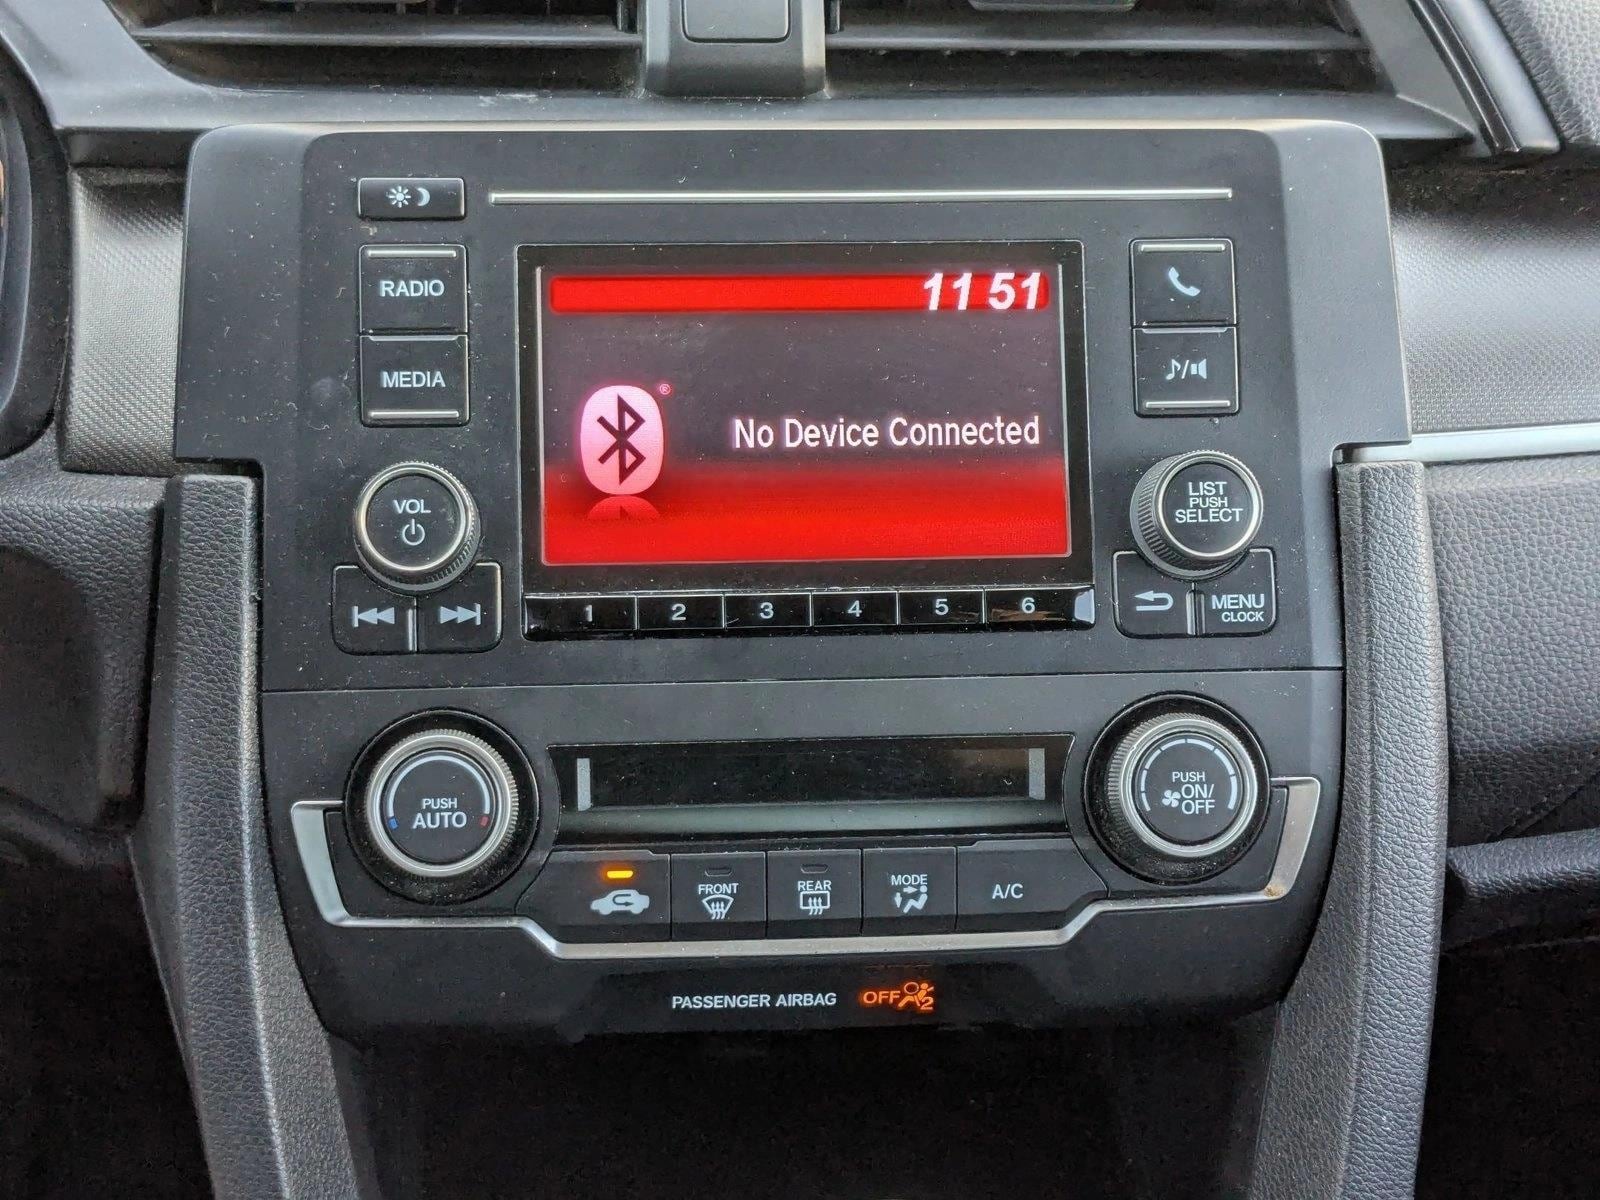 11 51
RADIO
MEDIA
®
No Device Connected
VOL
LIST
PUSH
SELECT
1 2 3 4 5 6
MENU
CLOCK
PUSH
AUTO
PUSH
ON/
OFF
FRONT
REAR
MODE
A/C
PASSENGER AIRBAG OFF 2